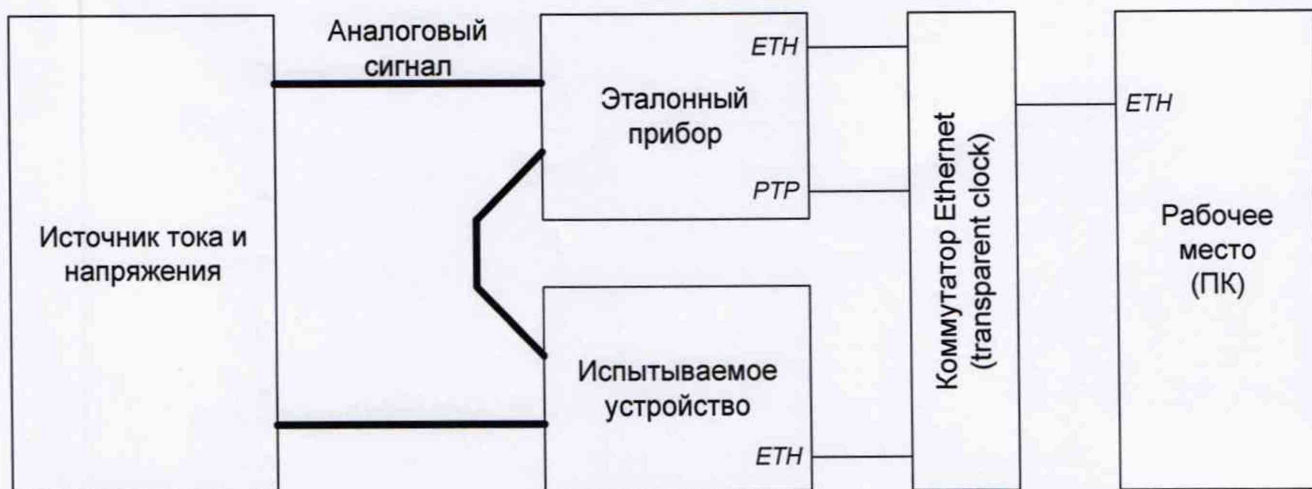 Аналоговый
сигнал
Источник тока и
напряжения
ETH
Эталонный
прибор
PTP
Испытываемое
устройство
ETH
Коммутатор Ethernet
(transparent clock)
ETH
Рабочее
место
(ПК)